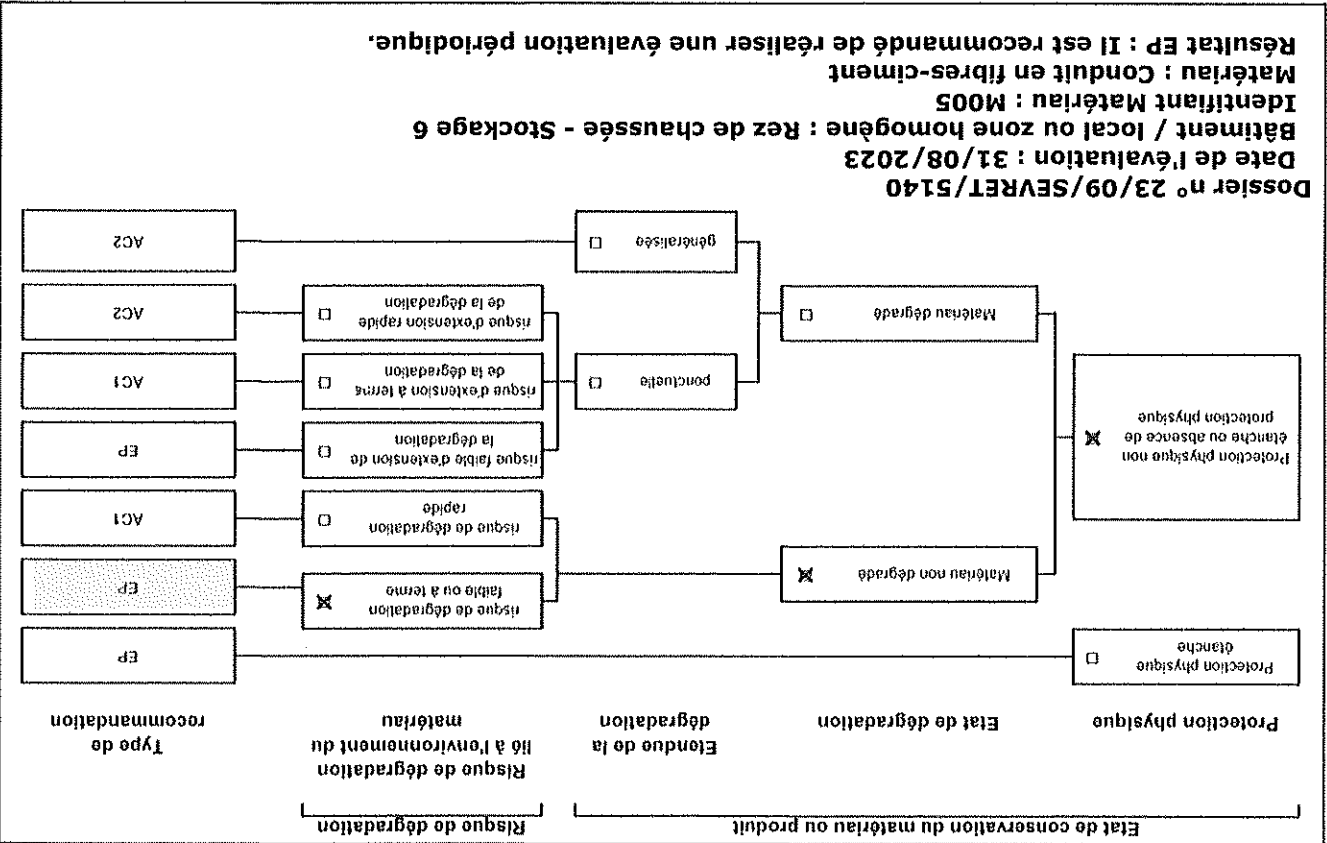 Dossier n° 23/09/SEVRET/5140
Date de l'évaluation : 31/08/2023
Bâtiment / local ou zone homogène : Rez de chaussée - Stockage 6
Identifiant Matériau : M005
Matériau : Conduit en fibres-ciment
Résultat EP : Il est recommandé de réaliser une évaluation périodique.
Etat de conservation du matériau ou produit
Risque de dégradation
Protection physique
Etat de dégradation
Etendue de la
dégradation
Risque de dégradation
lié à l'environnement du
matériau
Type de
recommandation
Protection physique
étanche
EP
risque de dégradation
faible ou à terme
EP
Matériau non dégradé
risque de dégradation
rapide
AC1
Protection physique non
étanche ou absence de
protection physique
risque faible d'extension de
la dégradation
EP
ponctuelle
risque d'extension à terme
de la dégradation
AC1
Matériau dégradé
risque d'extension rapide
de la dégradation
AC2
généralisée
AC2